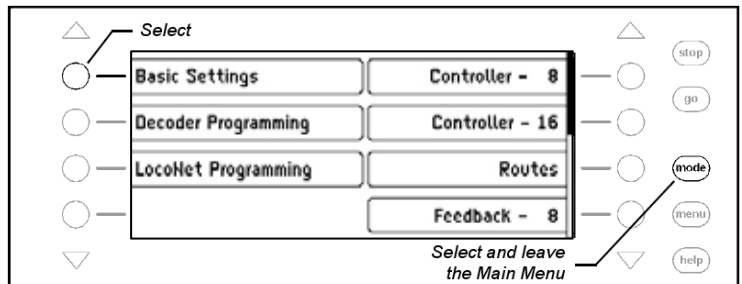 Select
stop
Basic Settings Controller - 8
go
Decoder Programming Controller - 16
LocoNet Programming Routes
mode
Feedback - 8
menu
Select and leave
the Main Menu
help